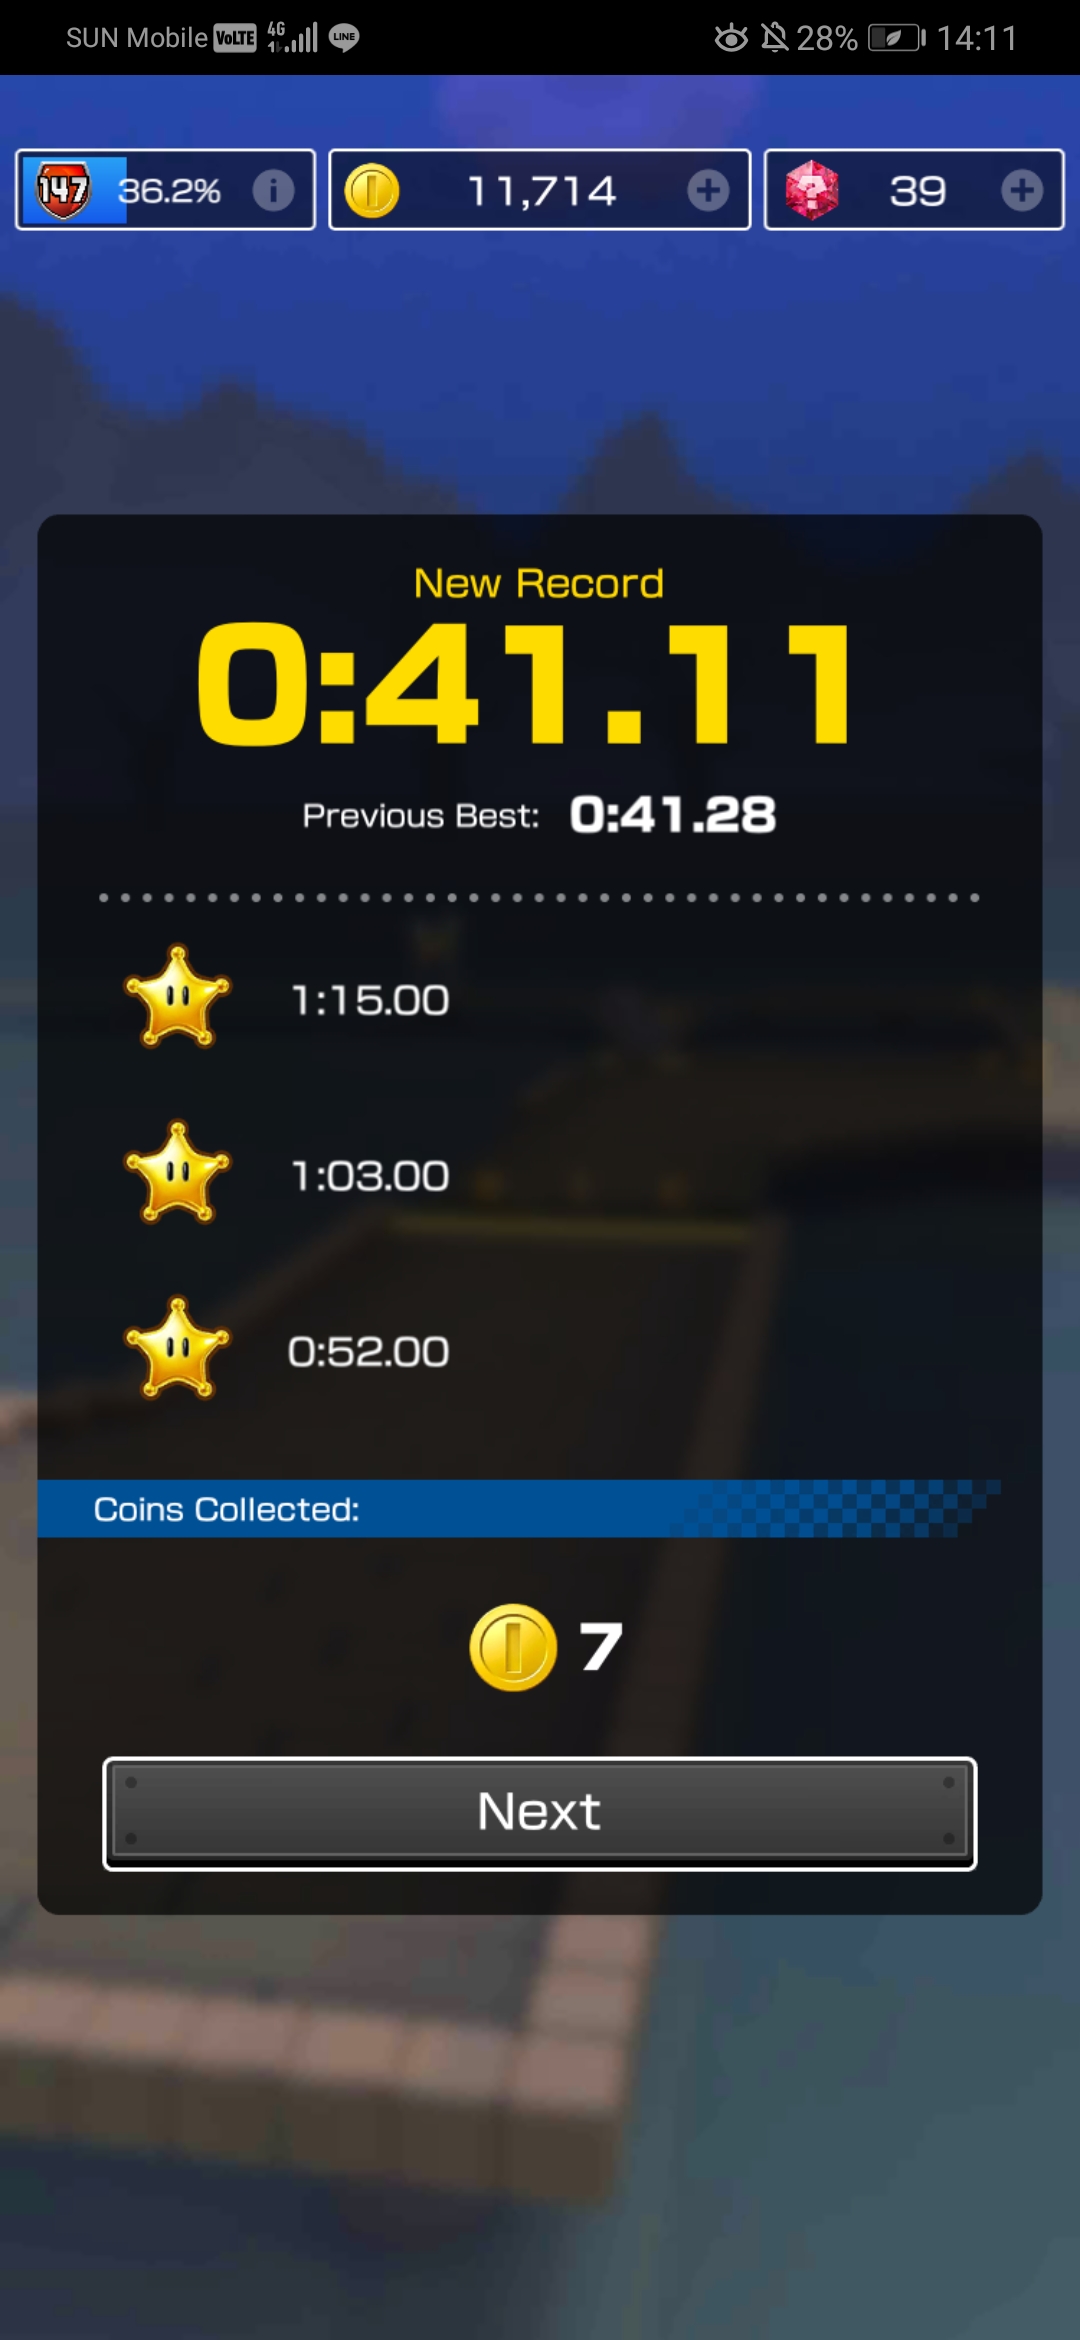 SUN Mobile VoLTE 4G LINE 28% 14:11
147 36.2% i 11,714 + 39 +
New Record
0:41.11
Previous Best: 0:41.28
1:15.00
1:03.00
0:52.00
Coins Collected:
7
Next